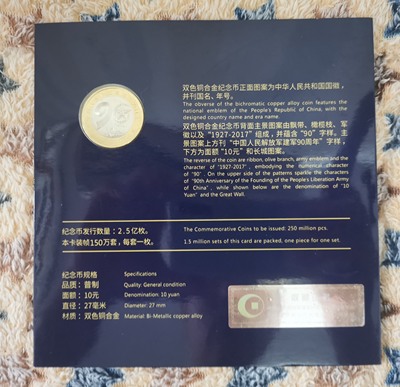 双色铜合金纪念币正面图案为中华人民共和国国徽，
并刊国名、年号。
The obverse of the bichromatic copper alloy coin features the
national emblem of the People's Republic of China, with the
designed country name and era name.
双色铜合金纪念币背面主景图案由飘带、橄榄枝、军
徽以及“1927-2017”组成，并蕴含“90”字样。主
景图案上方刊“中国人民解放军建军90周年”字样，
下方为面额“10元”和长城图案。
The reverse of the coin are ribbon, olive branch, army emblem and the
character of "1927-2017", embodying the numerical character
of "90". On the upper side of the patterns sparkle the characters
of "90th Anniversary of the Founding of the People's Liberation Army
of China", while shown below are the denomination of "10
Yuan" and the Great Wall.
纪念币发行数量：2.5亿枚。 The Commemorative Coins to be issued: 250 million pcs.
本卡装帧150万套，每套一枚。 1.5 million sets of this card are packed, one piece for one set.
纪念币规格 Specifications
品质：普制 Quality: General condition
面额：10元 Denomination: 10 yuan
直径：27毫米 Diameter: 27 mm
材质：双色铜合金 Material: Bi-Metallic copper alloy